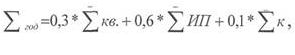 ∑ год = 0,3 * ∑ кв. + 0,6 * ∑ ИП + 0,1 * ∑ к ,